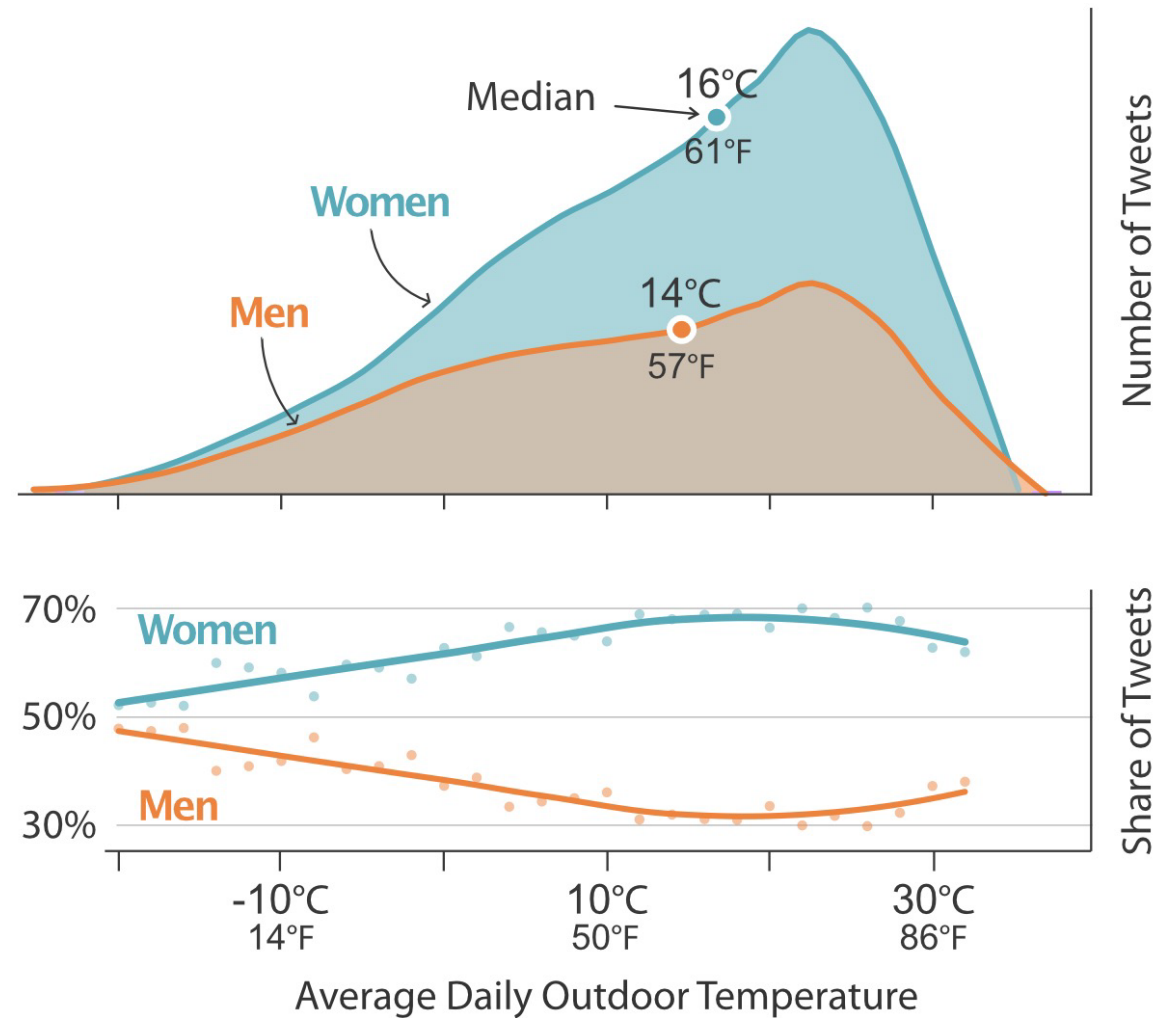 16°C
Median
61°F
Women
14°C
Men
57°F
Number of Tweets
70%
Women
50%
Men
30%
Share of Tweets
-10°C
10°C
30°C
14°F
50°F
86°F
Average Daily Outdoor Temperature